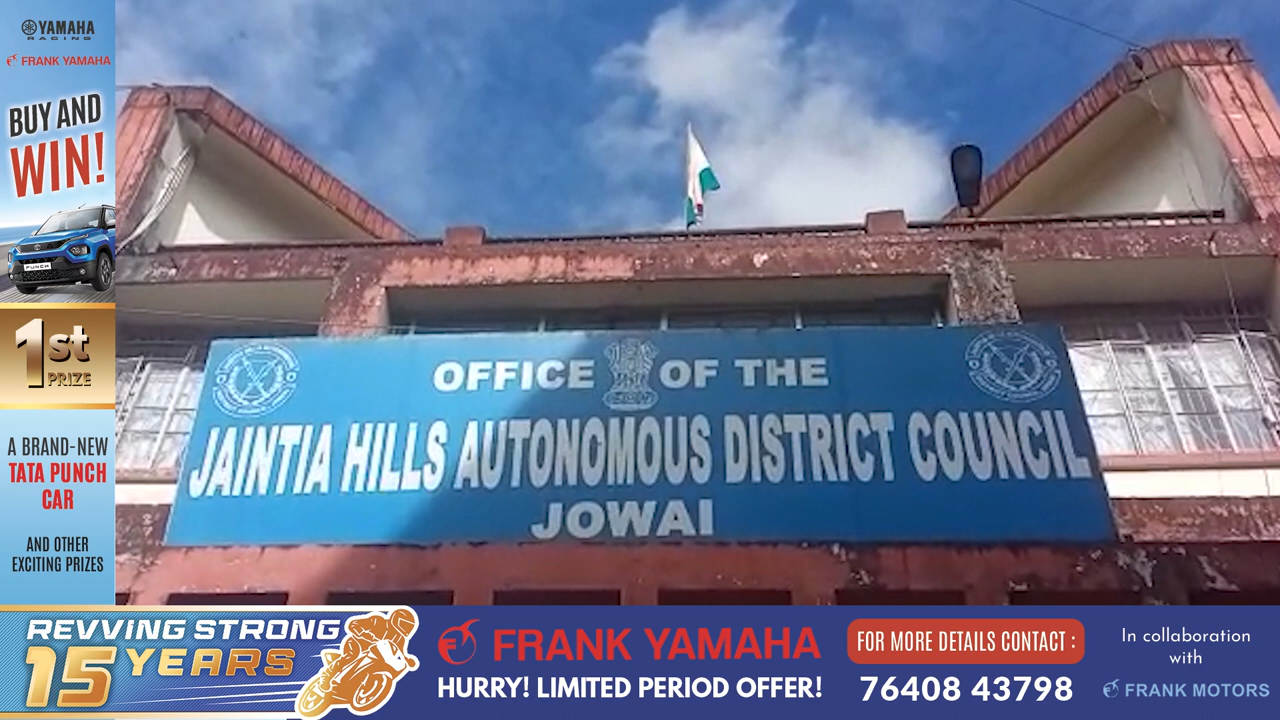 YAMAHA
RACING
FRANK YAMAHA
BUY AND
WIN!
PUNCH
1st
PRIZE
A BRAND-NEW
TATA PUNCH
CAR
AND OTHER
EXCITING PRIZES
OFFICE OF THE
JAINTIA HILLS AUTONOMOUS DISTRICT COUNCIL
JOWAI
REVVING STRONG
15 YEARS
FRANK YAMAHA
HURRY! LIMITED PERIOD OFFER!
FOR MORE DETAILS CONTACT :
76408 43798
In collaboration
with
FRANK MOTORS